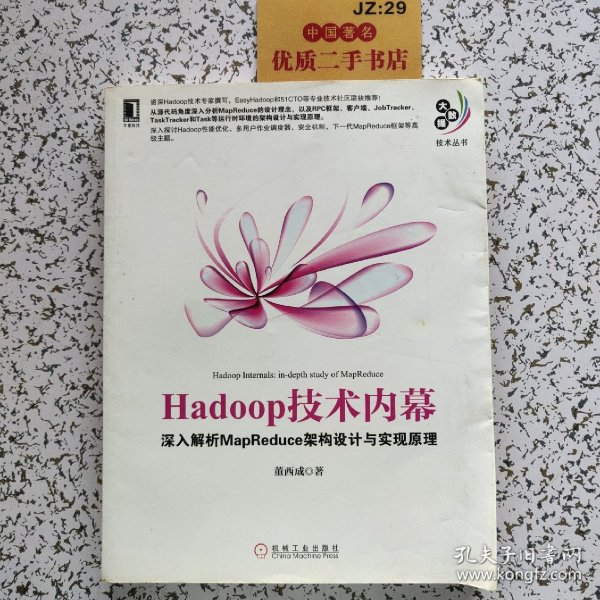 JZ:29
中国著名
优质二手书店
资深Hadoop技术专家撰写，EasyHadoop和51CTO等专业技术社区联袂推荐！
从源代码角度深入分析MapReduce的设计理念，以及RPC框架、客户端、JobTracker、
TaskTracker和Task等运行时环境的架构设计与实现原理。
深入探讨Hadoop性能优化、多用户作业调度器、安全机制、下一代MapReduce框架等高
级主题。
大数据
技术丛书
Hadoop Internals: in-depth study of MapReduce
Hadoop技术内幕
深入解析MapReduce架构设计与实现原理
董西成◎著
机械工业出版社
China Machine Press
孔夫子旧书网
www.kongfz.com